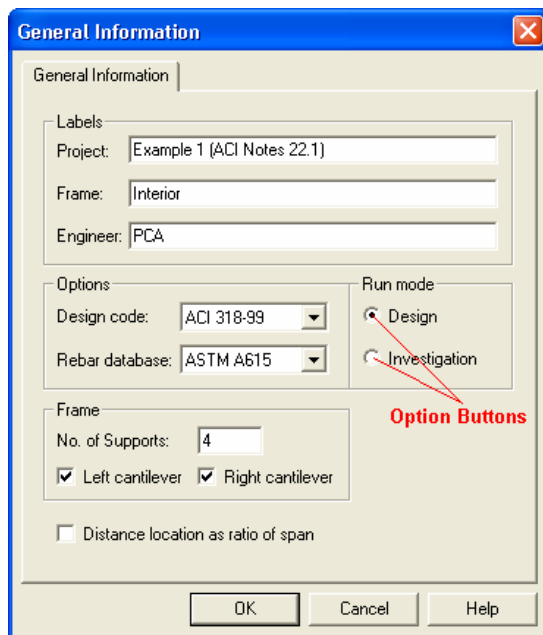 General Information
General Information
Labels
Project: Example 1 (ACI Notes 22.1)
Frame: Interior
Engineer: PCA
Options
Design code: ACI 318-99
Rebar database: ASTM A615
Run mode
Design
Investigation
Option Buttons
Frame
No. of Supports: 4
Left cantilever Right cantilever
Distance location as ratio of span
OK Cancel Help